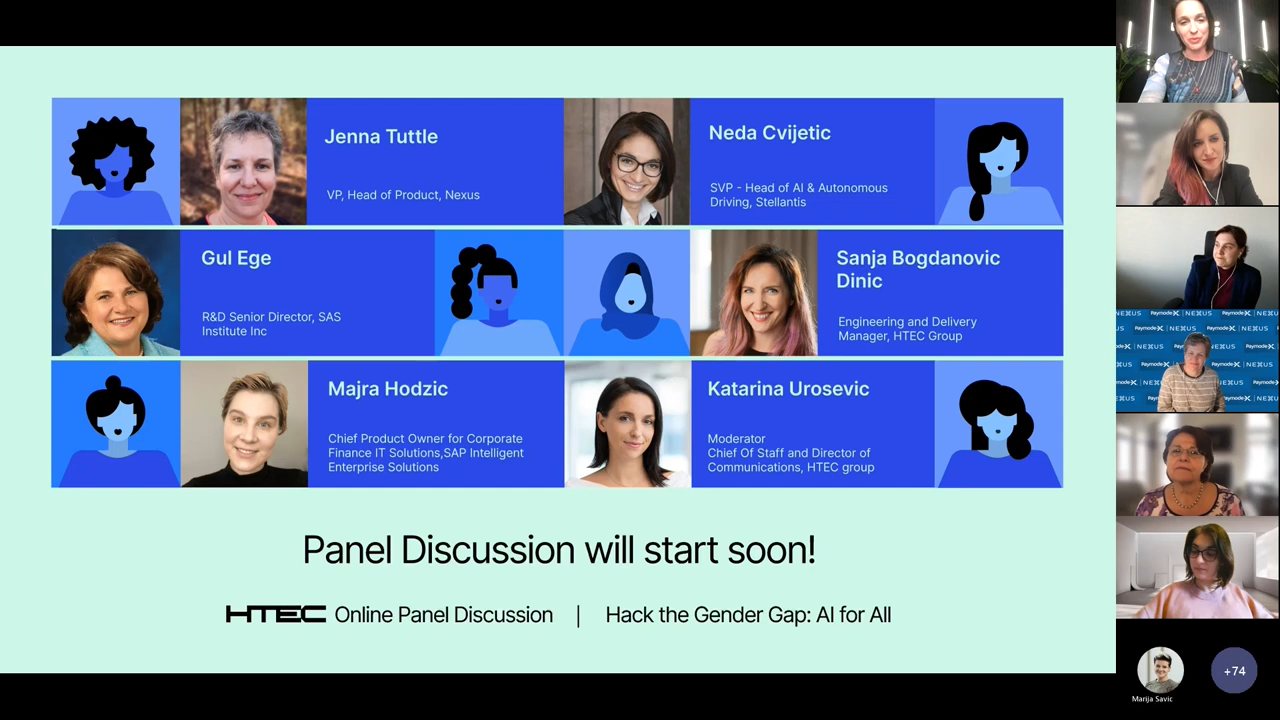 Jenna Tuttle
VP, Head of Product, Nexus
Neda Cvijetic
SVP - Head of AI & Autonomous
Driving, Stellantis
Gul Ege
R&D Senior Director, SAS
Institute Inc
Sanja Bogdanovic
Dinic
Engineering and Delivery
Manager, HTEC Group
Majra Hodzic
Chief Product Owner for Corporate
Finance IT Solutions,SAP Intelligent
Enterprise Solutions
Katarina Urosevic
Moderator
Chief Of Staff and Director of
Communications, HTEC group
Panel Discussion will start soon!
HTEC Online Panel Discussion | Hack the Gender Gap: AI for All
Paymode-X NEXUS
Marija Savic
+74